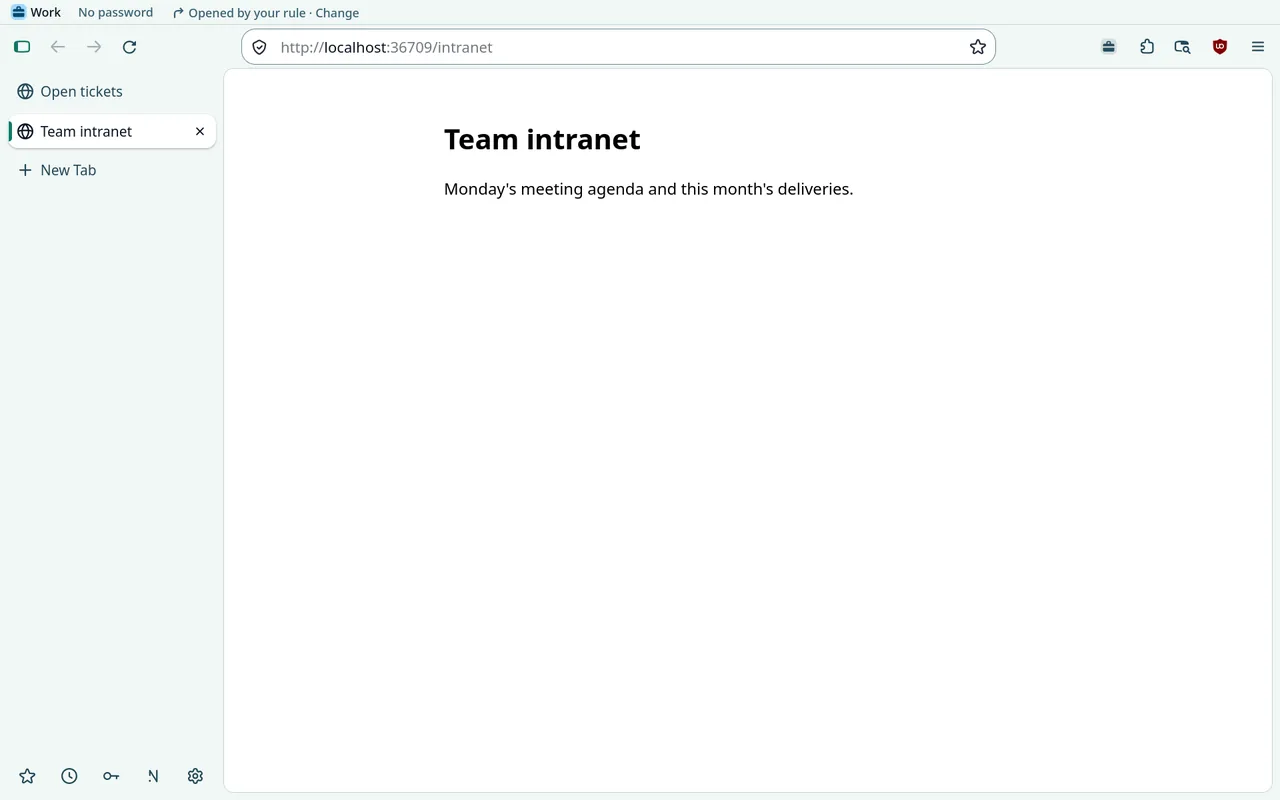 Work No password Opened by your rule · Change
http://localhost:36709/intranet
Open tickets
Team intranet
New Tab
Team intranet
Monday's meeting agenda and this month's deliveries.